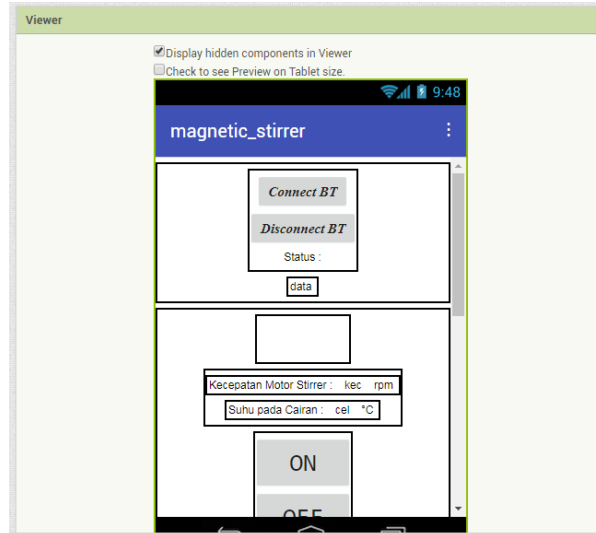 Viewer
Display hidden components in Viewer
Check to see Preview on Tablet size.
9:48
magnetic_stirrer
Connect BT
Disconnect BT
Status :
data
Kecepatan Motor Stirrer : kec rpm
Suhu pada Cairan : cel °C
ON
OFF